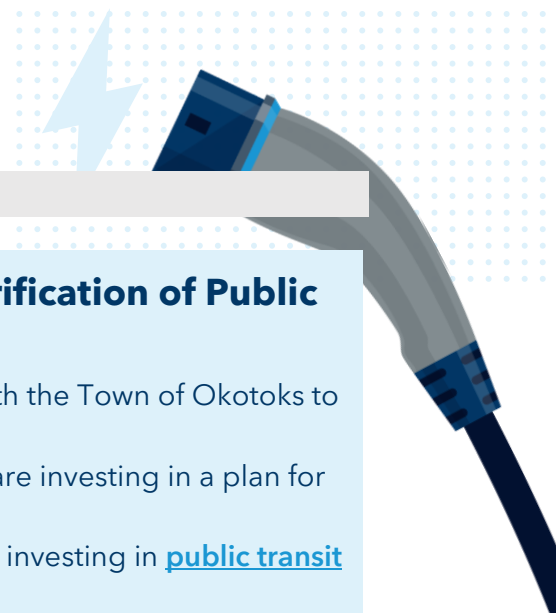 rification of Public
th the Town of Okotoks to
are investing in a plan for
investing in public transit